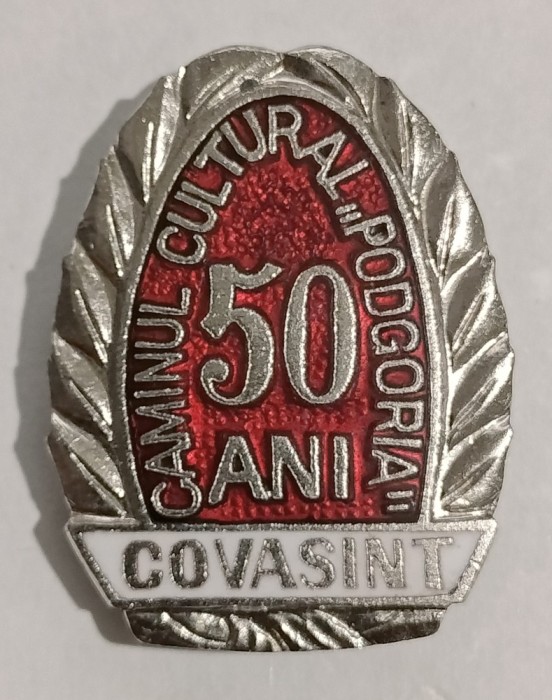 CAMINUL CULTURAL „PODGORIA"
50
ANI
COVASINT